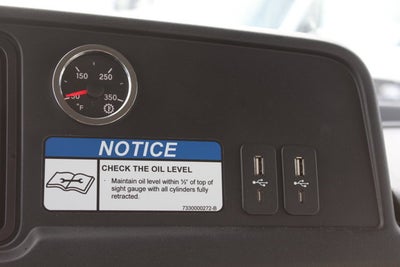 150 250
50 350
°F
NOTICE
CHECK THE OIL LEVEL
· Maintain oil level within ½" of top of
sight gauge with all cylinders fully
retracted.
7330000272-B